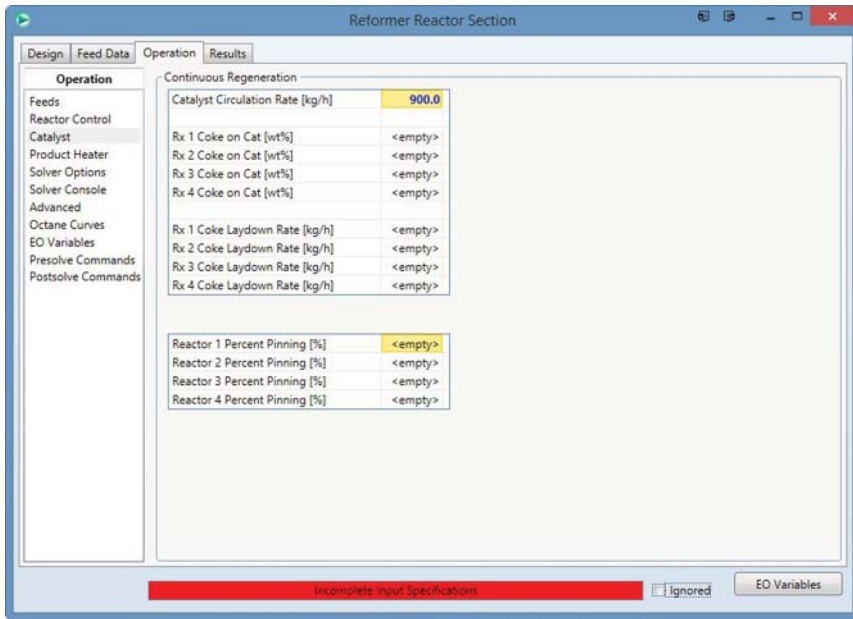 Reformer Reactor Section
Design Feed Data Operation Results
Operation
Feeds
Reactor Control
Catalyst
Product Heater
Solver Options
Solver Console
Advanced
Octane Curves
EO Variables
Presolve Commands
Postsolve Commands
Continuous Regeneration
Catalyst Circulation Rate [kg/h] 900.0
Rx 1 Coke on Cat [wt%] <empty>
Rx 2 Coke on Cat [wt%] <empty>
Rx 3 Coke on Cat [wt%] <empty>
Rx 4 Coke on Cat [wt%] <empty>
Rx 1 Coke Laydown Rate [kg/h] <empty>
Rx 2 Coke Laydown Rate [kg/h] <empty>
Rx 3 Coke Laydown Rate [kg/h] <empty>
Rx 4 Coke Laydown Rate [kg/h] <empty>
Reactor 1 Percent Pinning [%] <empty>
Reactor 2 Percent Pinning [%] <empty>
Reactor 3 Percent Pinning [%] <empty>
Reactor 4 Percent Pinning [%] <empty>
Incomplete Input Specifications Ignored EO Variables